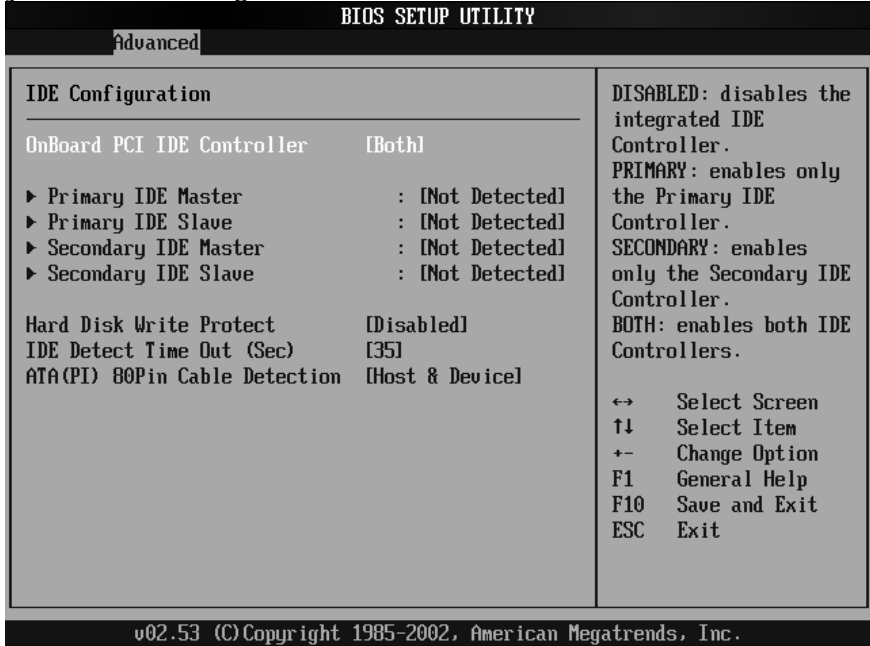 BIOS SETUP UTILITY
Advanced
IDE Configuration
OnBoard PCI IDE Controller [Both]
Primary IDE Master : [Not Detected]
Primary IDE Slave : [Not Detected]
Secondary IDE Master : [Not Detected]
Secondary IDE Slave : [Not Detected]
Hard Disk Write Protect [Disabled]
IDE Detect Time Out (Sec) [35]
ATA(PI) 80Pin Cable Detection [Host & Device]
DISABLED: disables the
integrated IDE
Controller.
PRIMARY: enables only
the Primary IDE
Controller.
SECONDARY: enables
only the Secondary IDE
Controller.
BOTH: enables both IDE
Controllers.
↔ Select Screen
↑↓ Select Item
+- Change Option
F1 General Help
F10 Save and Exit
ESC Exit
v02.53 (C)Copyright 1985-2002, American Megatrends, Inc.